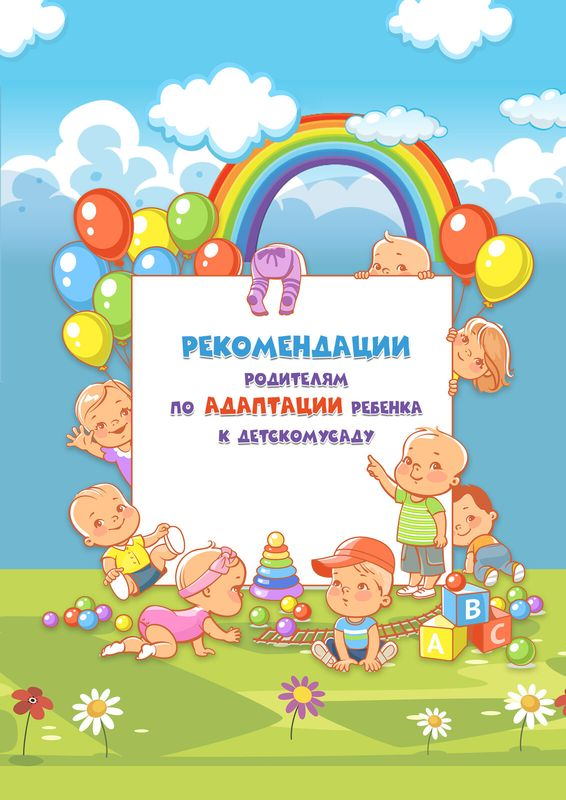 РЕКОМЕНДАЦИИ
РОДИТЕЛЯМ
ПО АДАПТАЦИИ РЕБЕНКА
К ДЕТСКОМУСАДУ
B
A C